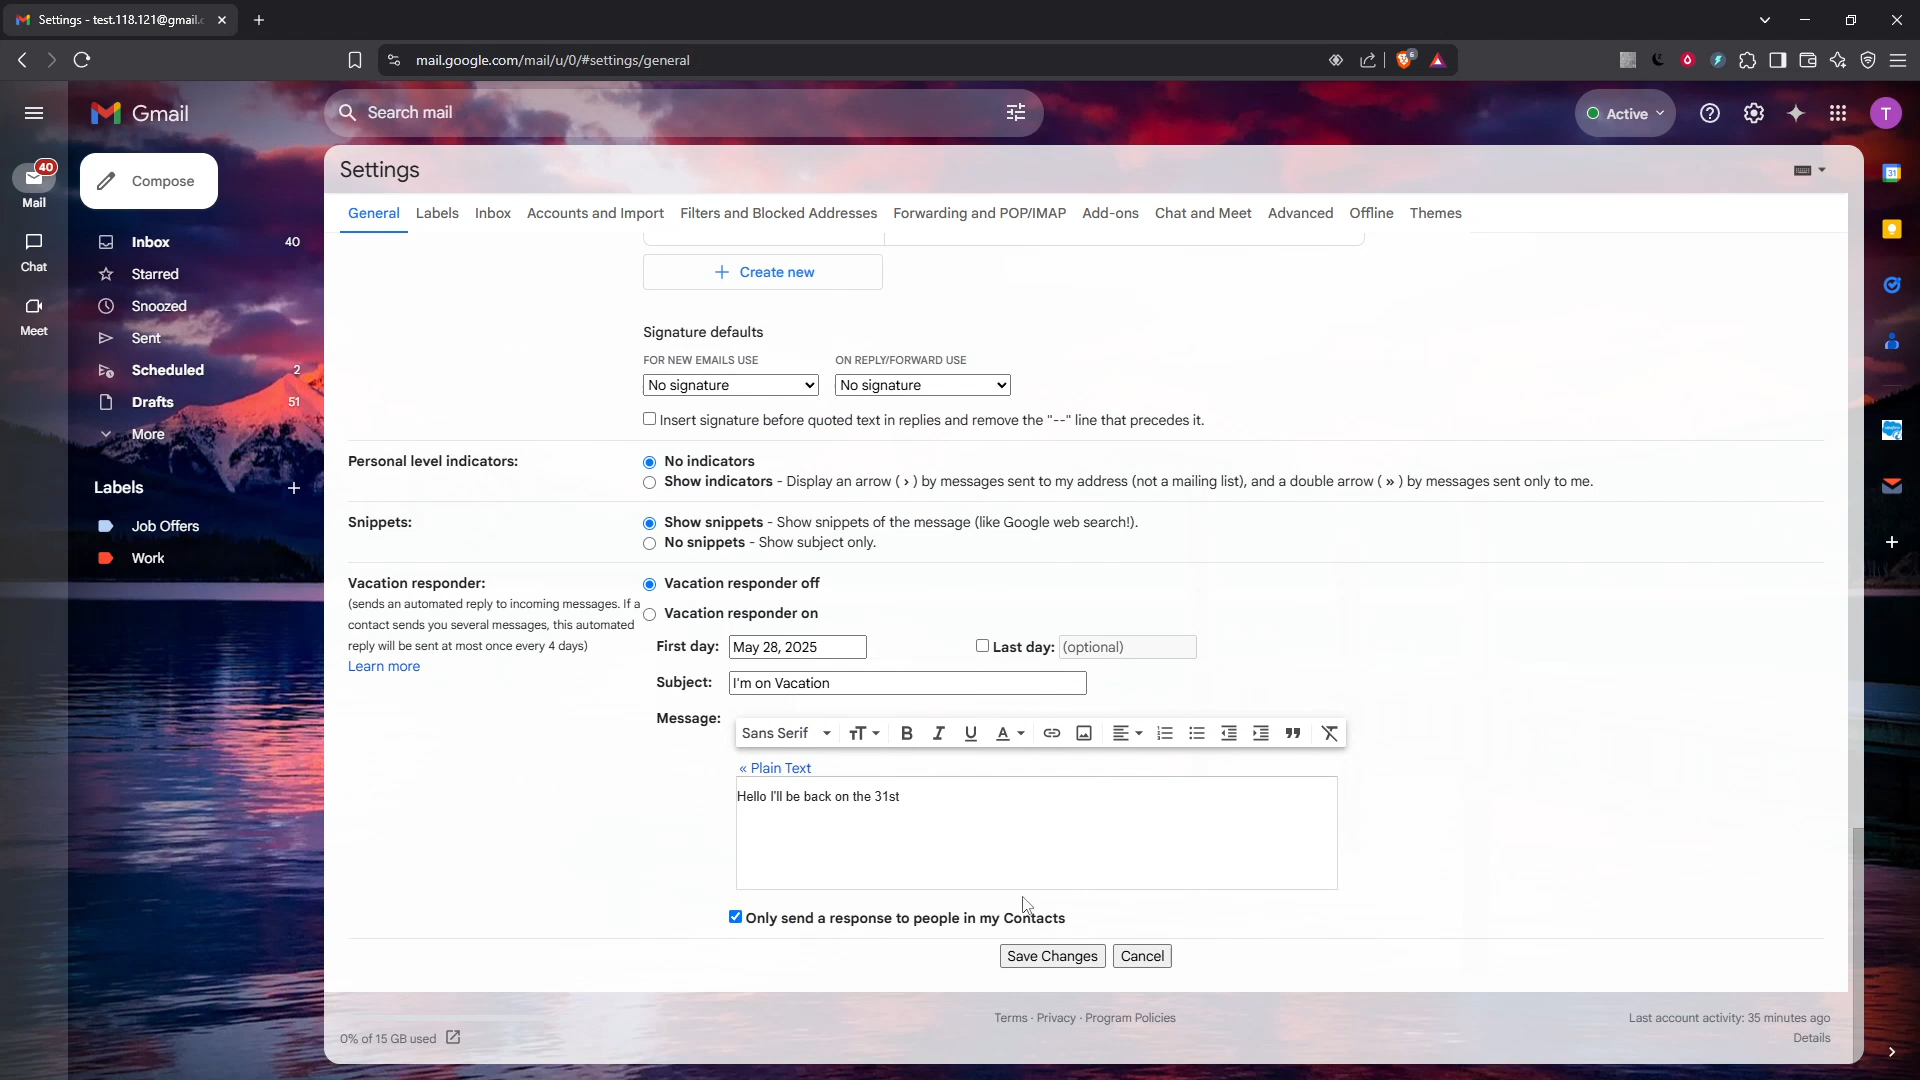 Settings - test.118.121@gmail.c
mail.google.com/mail/u/0/#settings/general
6
Gmail
Search mail
Active
T
40
Mail
Chat
Meet
Compose
Inbox 40
Starred
Snoozed
Sent
Scheduled 2
Drafts 51
More
Labels
Job Offers
Work
Settings
General Labels Inbox Accounts and Import Filters and Blocked Addresses Forwarding and POP/IMAP Add-ons Chat and Meet Advanced Offline Themes
Create new
Signature defaults
FOR NEW EMAILS USE ON REPLY/FORWARD USE
No signature No signature
Insert signature before quoted text in replies and remove the "--" line that precedes it.
Personal level indicators: No indicators
Show indicators - Display an arrow ( › ) by messages sent to my address (not a mailing list), and a double arrow ( » ) by messages sent only to me.
Snippets: Show snippets - Show snippets of the message (like Google web search!).
No snippets - Show subject only.
Vacation responder: Vacation responder off
(sends an automated reply to incoming messages. If a
contact sends you several messages, this automated
reply will be sent at most once every 4 days)
Learn more
Vacation responder on
First day: May 28, 2025 Last day: (optional)
Subject: I'm on Vacation
Message:
Sans Serif
« Plain Text
Hello I'll be back on the 31st
Only send a response to people in my Contacts
Save Changes Cancel
0% of 15 GB used
Terms · Privacy · Program Policies
Last account activity: 35 minutes ago
Details
31